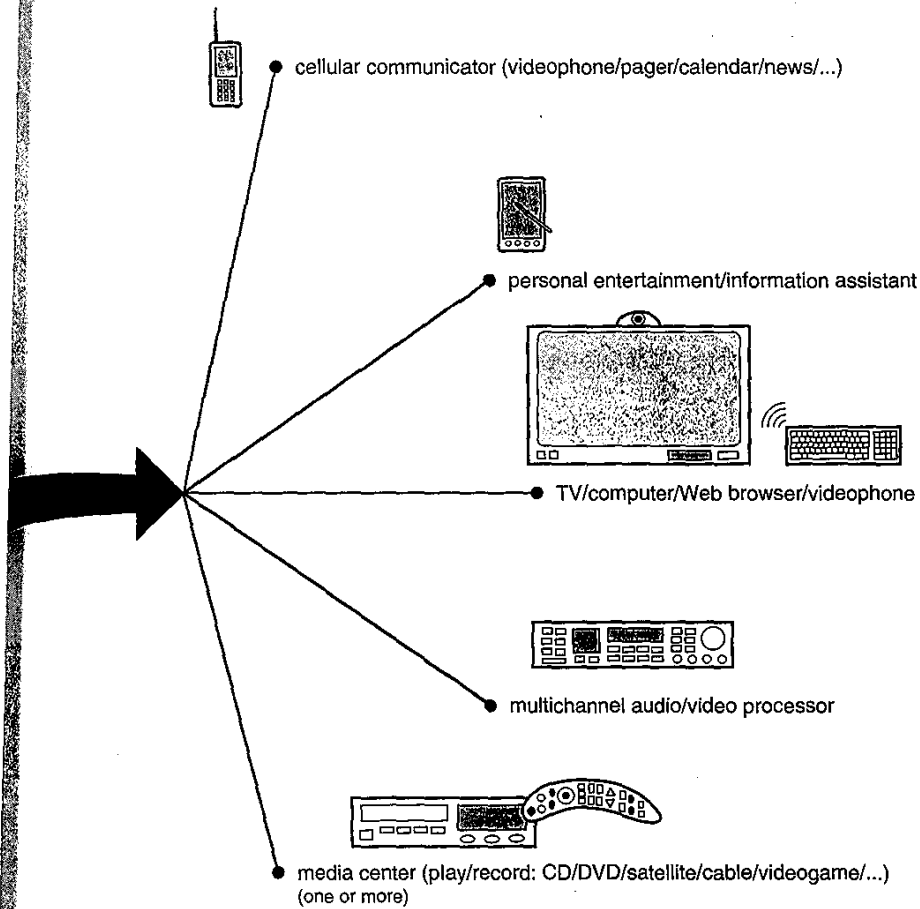 cellular communicator (videophone/pager/calendar/news/...)
personal entertainment/information assistant
TV/computer/Web browser/videophone
multichannel audio/video processor
media center (play/record: CD/DVD/satellite/cable/videogame/...)
(one or more)